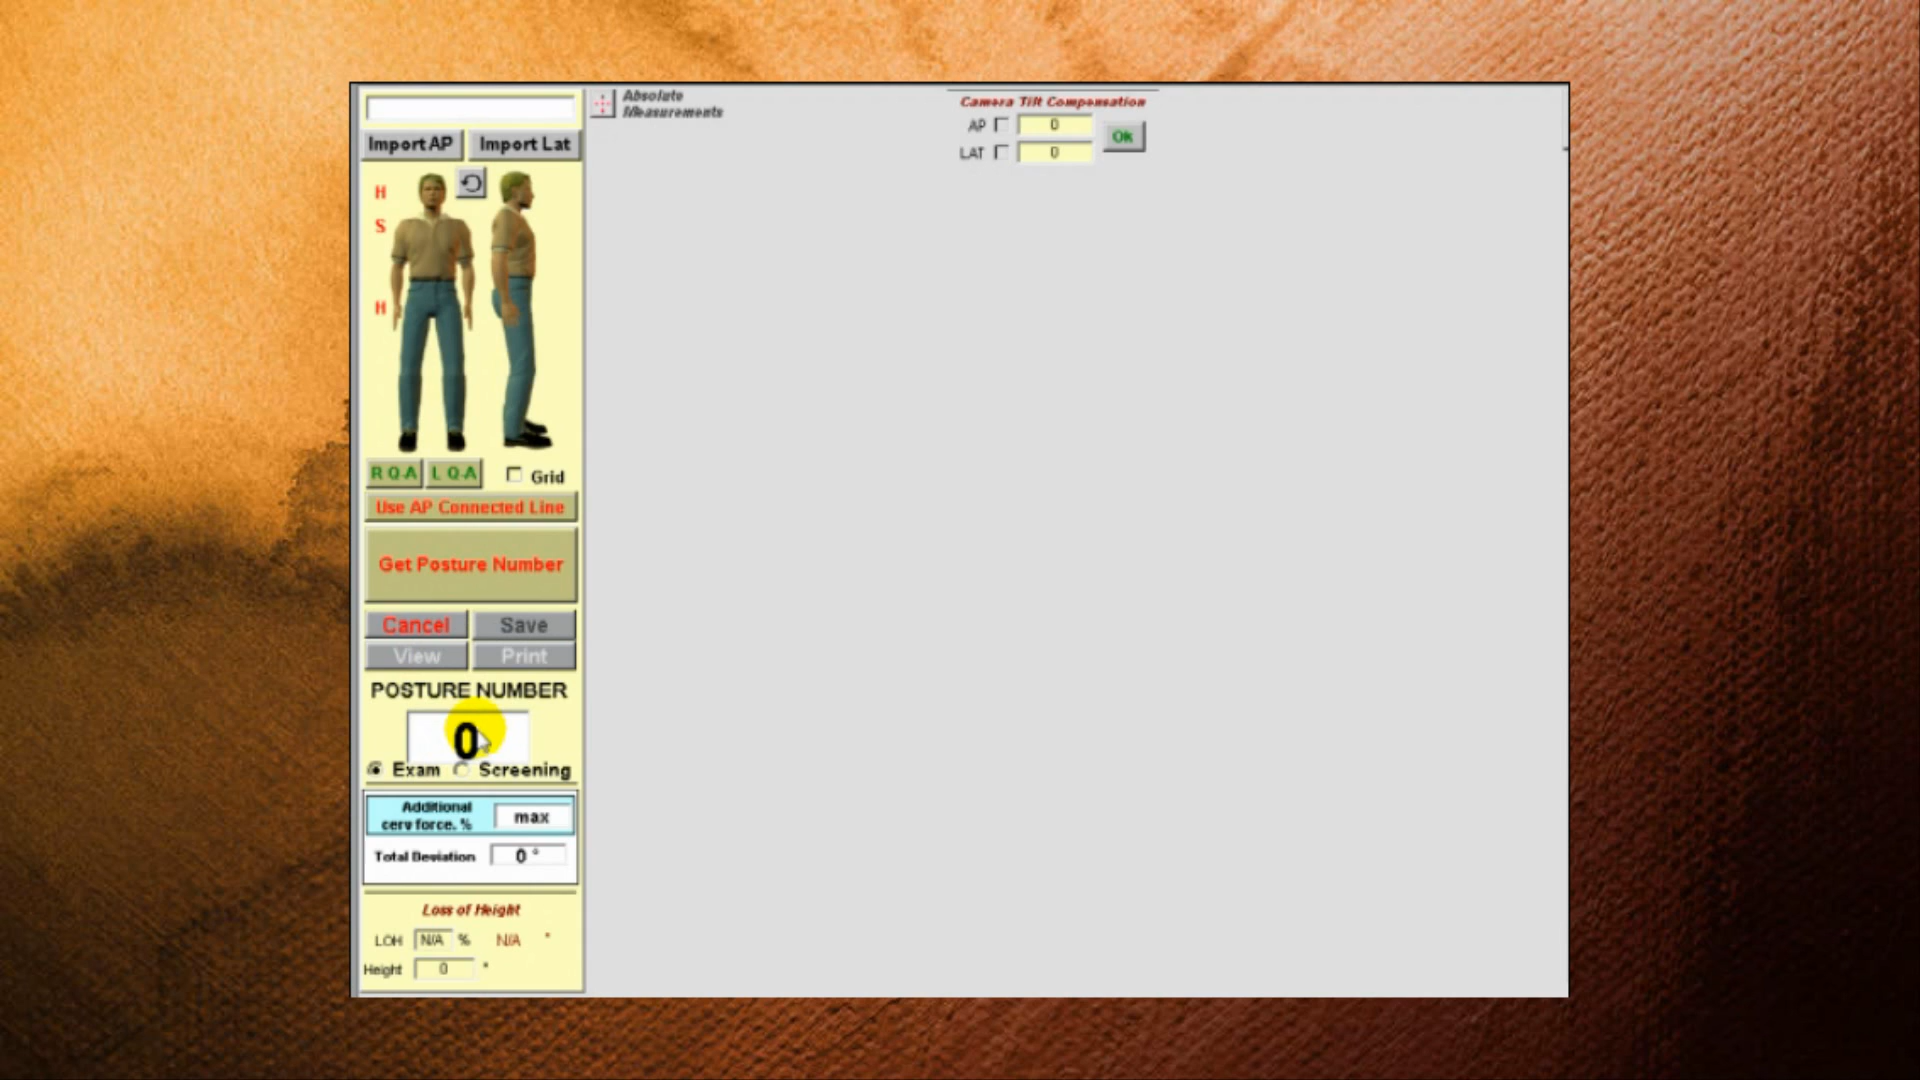 Absolute
Measurements
Camera Tilt Compensation
AP 0
LAT 0
Ok
Import AP Import Lat
H
S
H
R Q-A L Q-A Grid
Use AP Connected Line
Get Posture Number
Cancel Save
View Print
POSTURE NUMBER
0
Exam Screening
Additional
cerv force. % max
Total Deviation 0 °
Loss of Height
LOH N/A % N/A "
Height 0 "